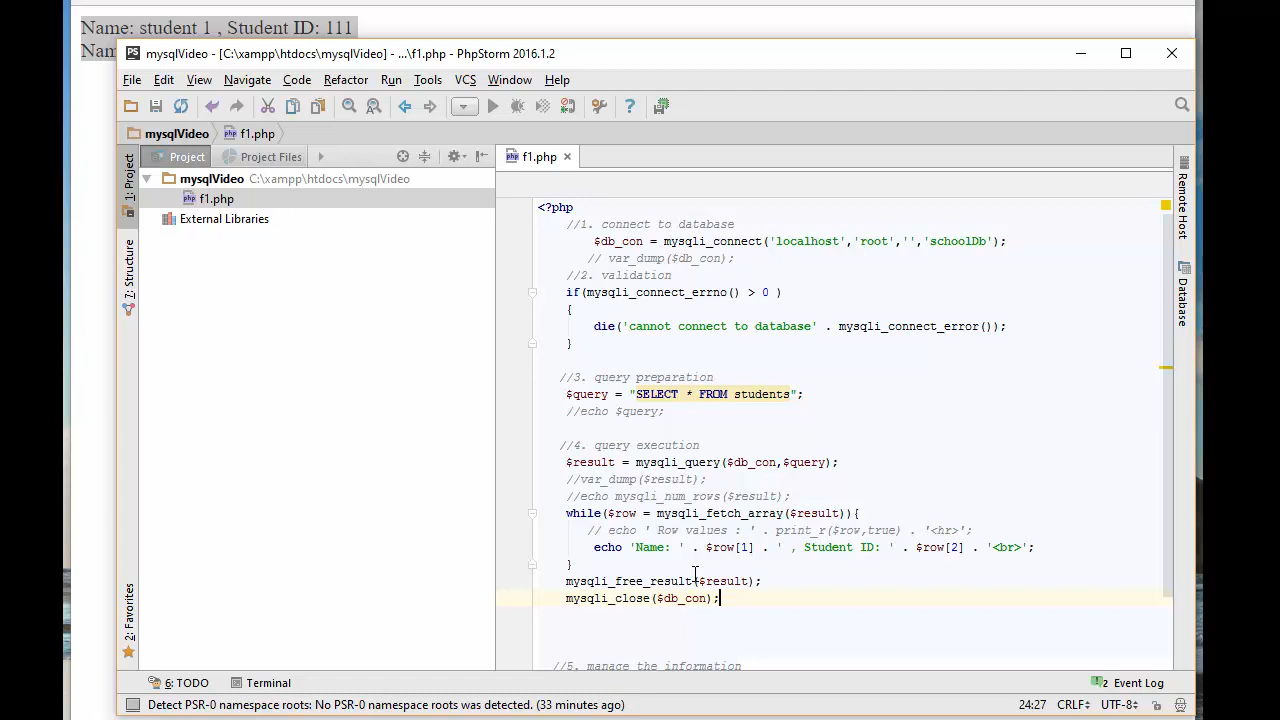 Name: student 1 , Student ID: 111
Nam
PS mysqlVideo - [C:\xampp\htdocs\mysqlVideo] - ...\f1.php - PhpStorm 2016.1.2
File Edit View Navigate Code Refactor Run Tools VCS Window Help
mysqlVideo f1.php
1: Project
Project Project Files
f1.php
mysqlVideo C:\xampp\htdocs\mysqlVideo
f1.php
External Libraries
7: Structure
2: Favorites
<?php
//1. connect to database
$db_con = mysqli_connect('localhost','root','','schoolDb');
// var_dump($db_con);
//2. validation
if(mysqli_connect_errno() > 0 )
{
die('cannot connect to database' . mysqli_connect_error());
}
//3. query preparation
$query = "SELECT * FROM students";
//echo $query;
//4. query execution
$result = mysqli_query($db_con,$query);
//var_dump($result);
//echo mysqli_num_rows($result);
while($row = mysqli_fetch_array($result)){
// echo ' Row values : ' . print_r($row,true) . '<hr>';
echo 'Name: ' . $row[1] . ' , Student ID: ' . $row[2] . '<br>';
}
mysqli_free_result($result);
mysqli_close($db_con);
//5. manage the information
Remote Host
Database
6: TODO Terminal 2 Event Log
Detect PSR-0 namespace roots: No PSR-0 namespace roots was detected. (33 minutes ago) 24:27 CRLF UTF-8